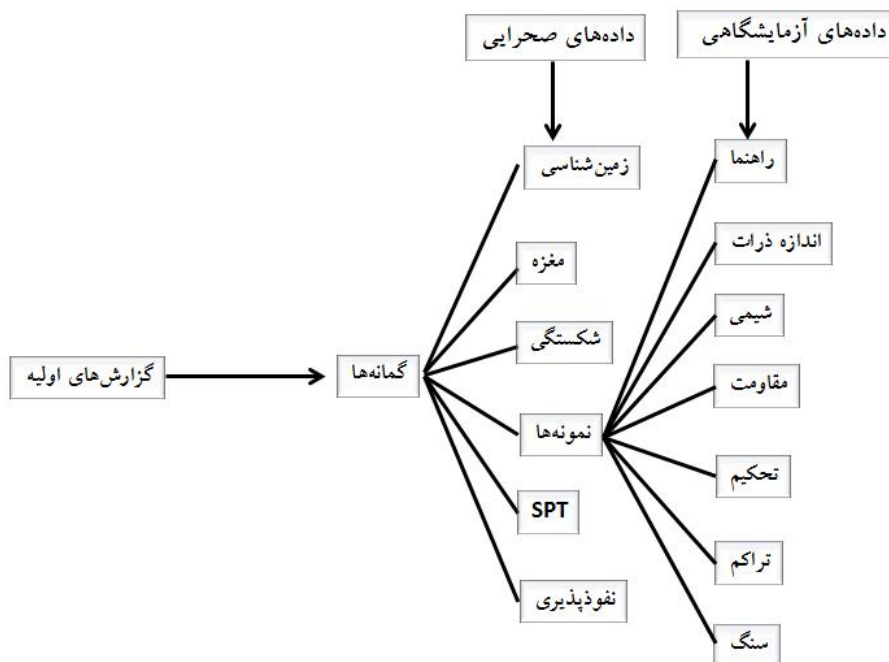 داده‌های آزمایشگاهی
داده‌های صحرایی
راهنما
زمین‌شناسی
اندازه ذرات
مغزه
شیمی
شکستگی
گزارش‌های اولیه
گمانه‌ها
مقاومت
نمونه‌ها
تحکیم
SPT
تراکم
نفوذپذیری
سنگ